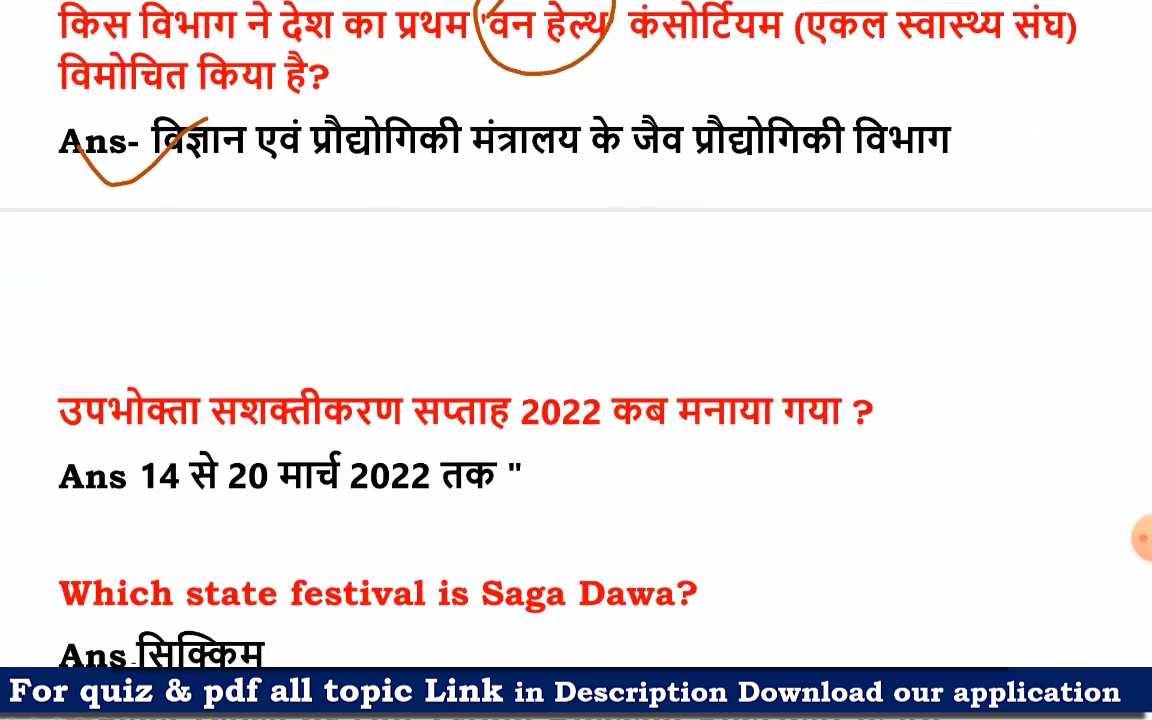 किस विभाग ने देश का प्रथम 'वन हेल्थ' कंसोर्टियम (एकल स्वास्थ्य संघ)
विमोचित किया है?
Ans- विज्ञान एवं प्रौद्योगिकी मंत्रालय के जैव प्रौद्योगिकी विभाग
उपभोक्ता सशक्तीकरण सप्ताह 2022 कब मनाया गया ?
Ans 14 से 20 मार्च 2022 तक "
Which state festival is Saga Dawa?
Ans सिक्किम
For quiz & pdf all topic Link in Description Download our application